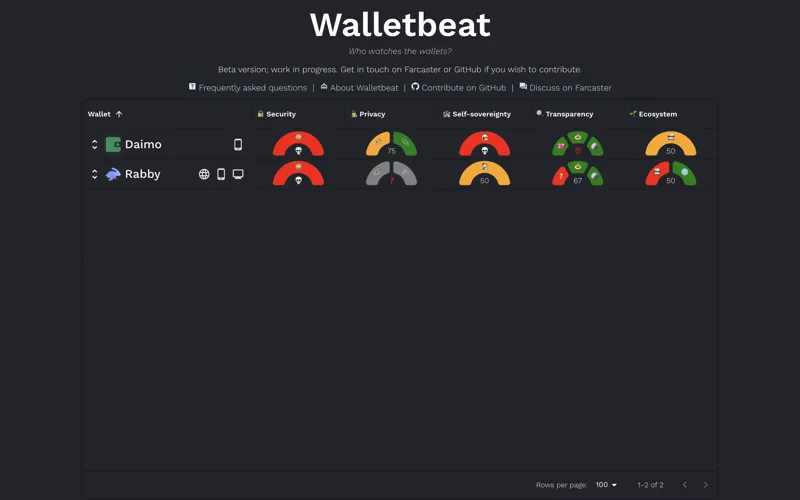 Walletbeat
Who watches the wallets?
Beta version; work in progress. Get in touch on Farcaster or GitHub if you wish to contribute.
Frequently asked questions | About Walletbeat | Contribute on GitHub | Discuss on Farcaster
Wallet Security Privacy Self-sovereignty Transparency Ecosystem
Daimo 75 50
Rabby ? 50 ? 67 50
Rows per page: 100 1–2 of 2